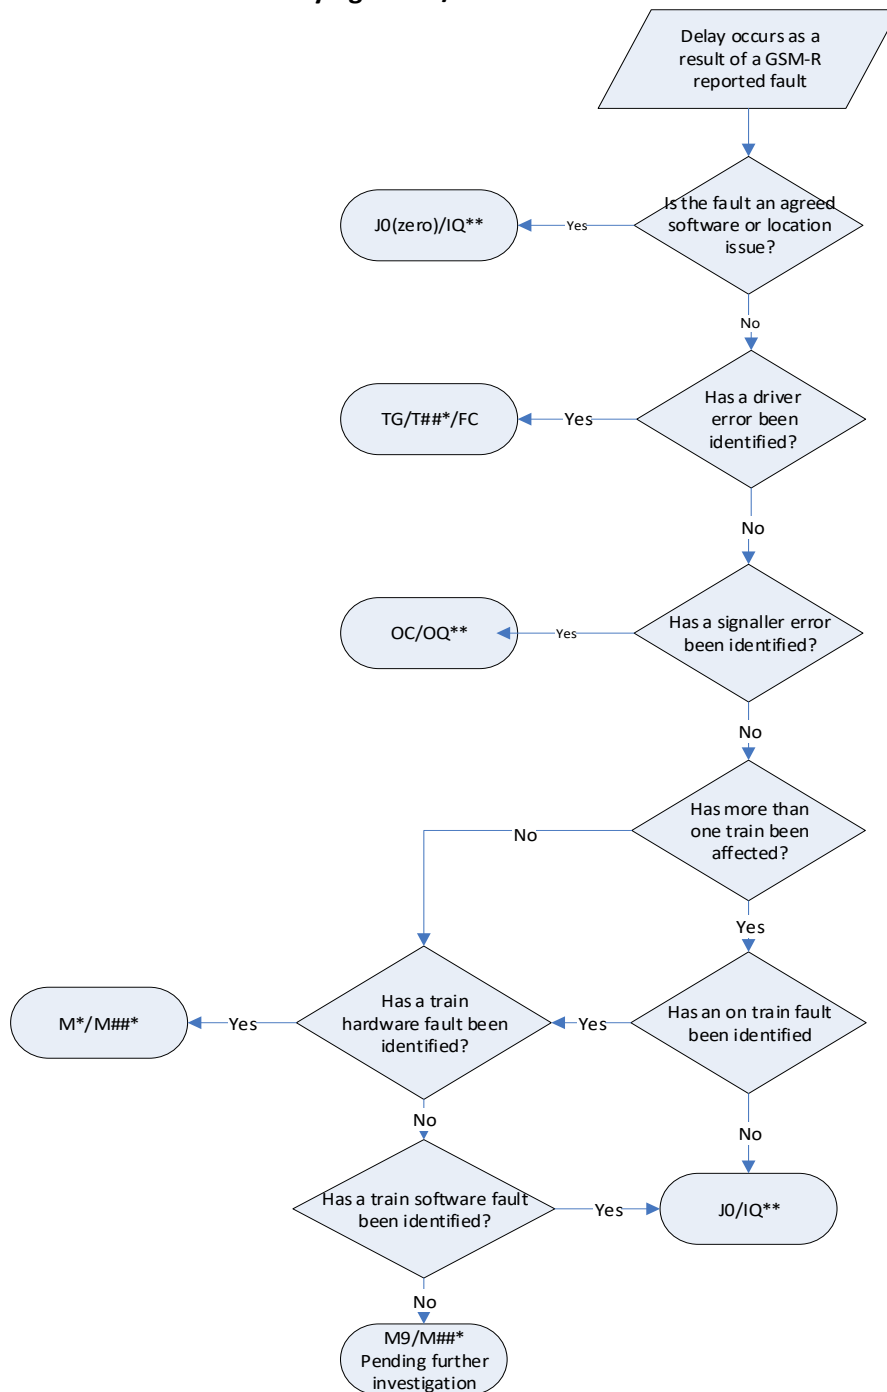 Delay occurs as a
result of a GSM-R
reported fault
Is the fault an agreed
software or location
issue?
Yes
J0(zero)/IQ**
No
Has a driver
error been
identified?
Yes
TG/T##*/FC
No
Has a signaller error
been identified?
Yes
OC/OQ**
No
Has more than
one train been
affected?
No
Yes
Has an on train fault
been identified
Yes
Has a train
hardware fault been
identified?
Yes
M*/M##*
No
No
Has a train software fault
been identified?
Yes
J0/IQ**
No
M9/M##*
Pending further
investigation